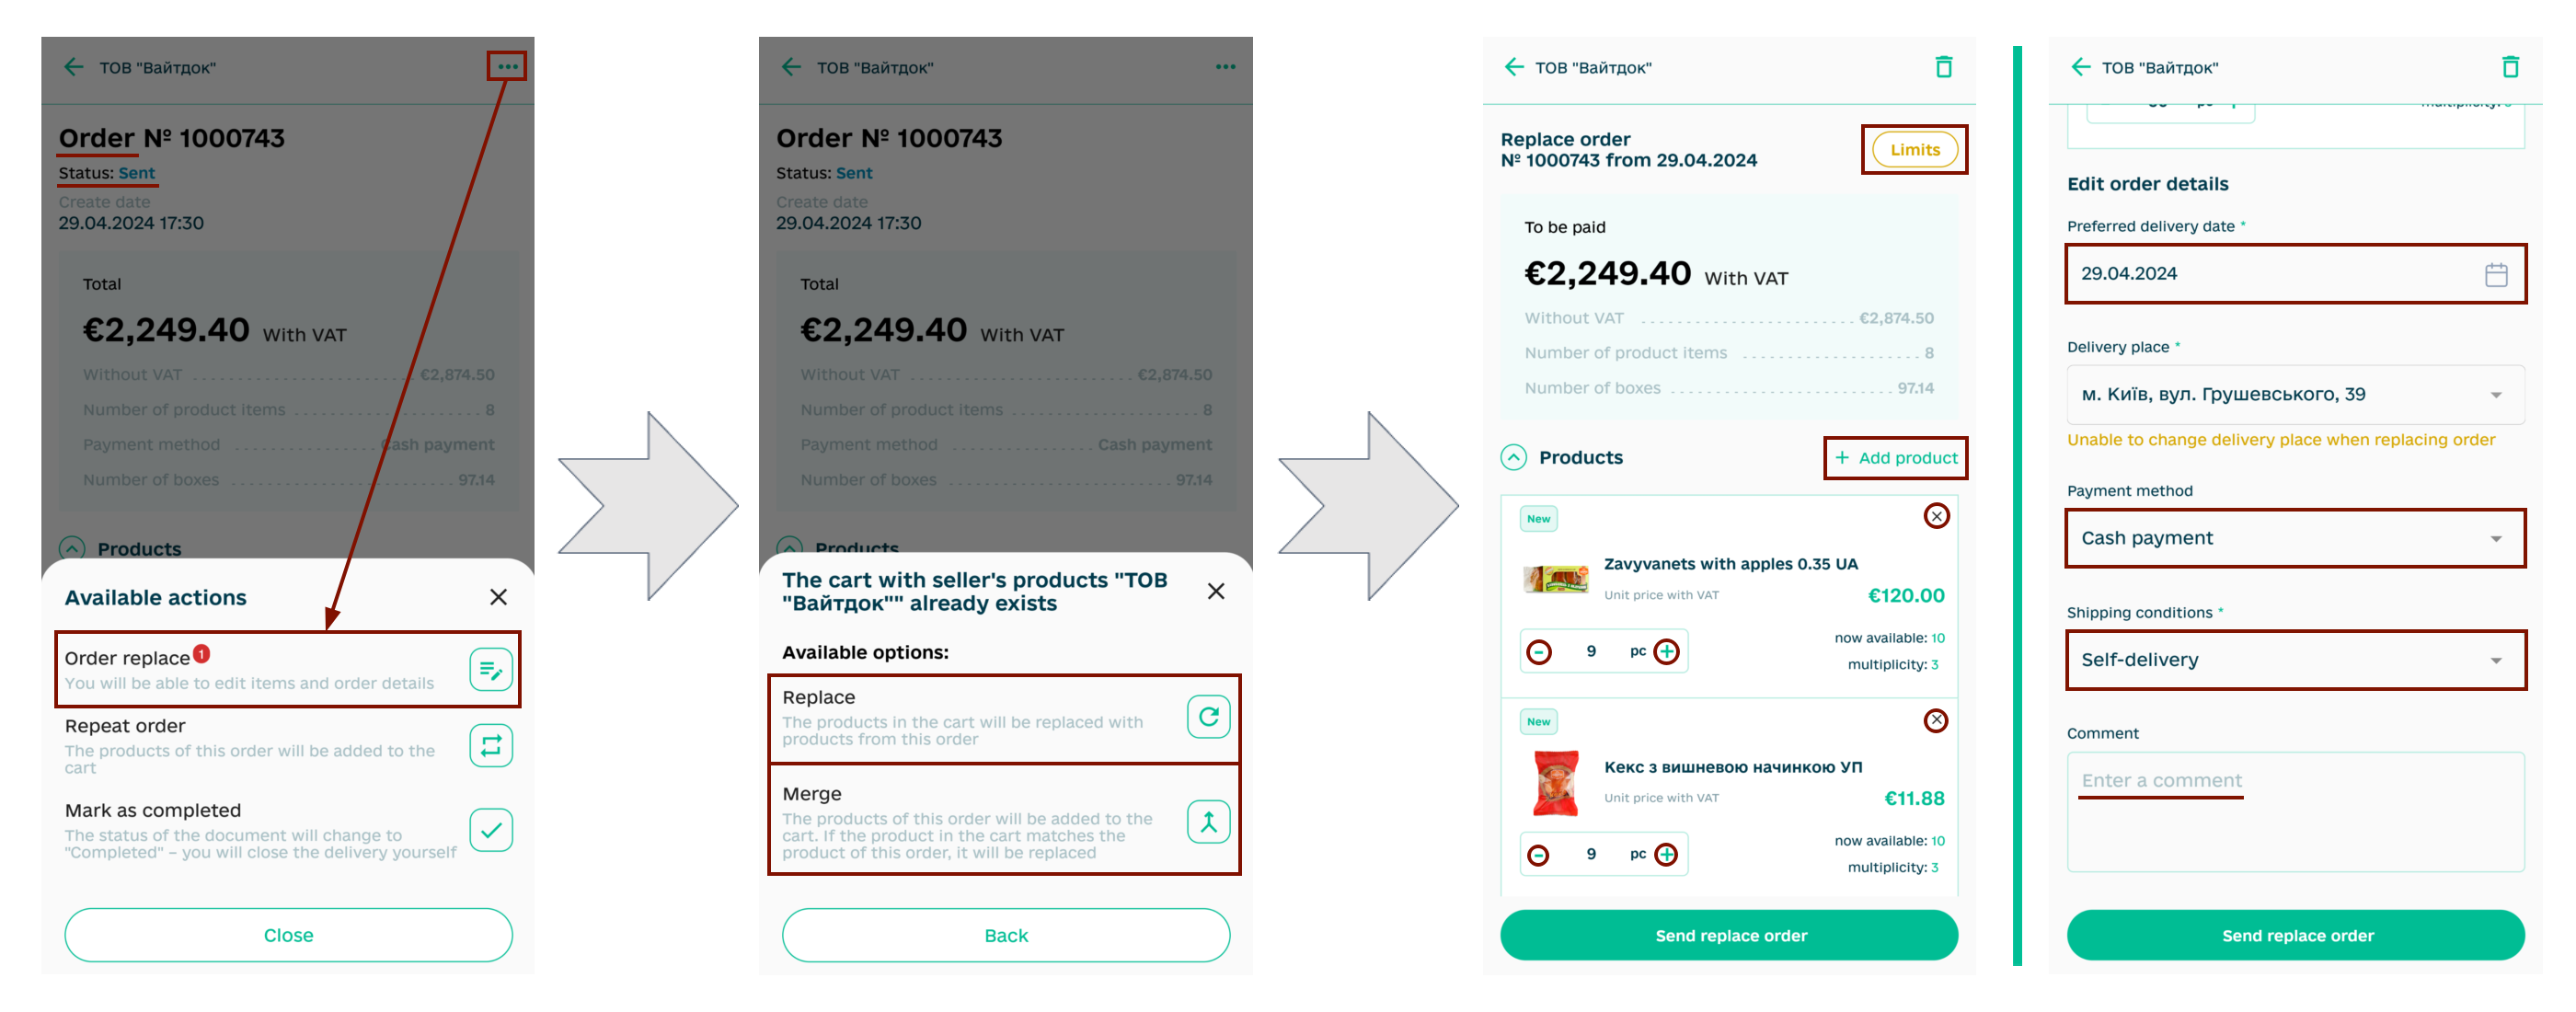 ТОВ "Вайтдок"
Order № 1000743
Status: Sent
Create date
29.04.2024 17:30
Total
€2,249.40 With VAT
Without VAT €2,874.50
Number of product items 8
Payment method Cash payment
Number of boxes 97.14
Products
Available actions
Order replace 1
You will be able to edit items and order details
Repeat order
The products of this order will be added to the
cart
Mark as completed
The status of the document will change to
"Completed" – you will close the delivery yourself
Close
ТОВ "Вайтдок"
Order № 1000743
Status: Sent
Create date
29.04.2024 17:30
Total
€2,249.40 With VAT
Without VAT €2,874.50
Number of product items 8
Payment method Cash payment
Number of boxes 97.14
Products
The cart with seller's products "ТОВ
"Вайтдок"" already exists
Available options:
Replace
The products in the cart will be replaced with
products from this order
Merge
The products of this order will be added to the
cart. If the product in the cart matches the
product of this order, it will be replaced
Back
ТОВ "Вайтдок"
Replace order
№ 1000743 from 29.04.2024
Limits
To be paid
€2,249.40 With VAT
Without VAT €2,874.50
Number of product items 8
Number of boxes 97.14
Products
+ Add product
New
Zavyvanets with apples 0.35 UA
Unit price with VAT €120.00
now available: 10
- 9 pc +
multiplicity: 3
New
Кекс з вишневою начинкою УП
Unit price with VAT €11.88
now available: 10
- 9 pc +
multiplicity: 3
Send replace order
ТОВ "Вайтдок"
Edit order details
Preferred delivery date *
29.04.2024
Delivery place *
м. Київ, вул. Грушевського, 39
Unable to change delivery place when replacing order
Payment method
Cash payment
Shipping conditions *
Self-delivery
Comment
Enter a comment
Send replace order